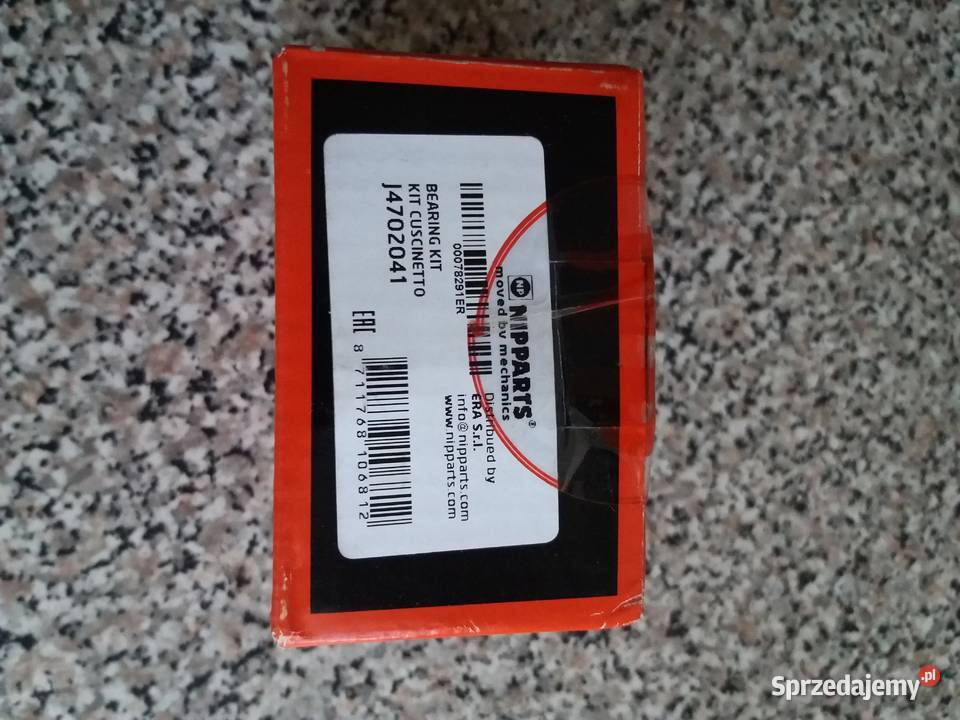 NP NIPPARTS®
moved by mechanics
Distribued by
ERA S.r.l.
info@nipparts.com
www.nipparts.com
00078291ER
BEARING KIT
KIT CUSCINETTO
J4702041
EAC
8 711768 106812
Sprzedajemy.pl